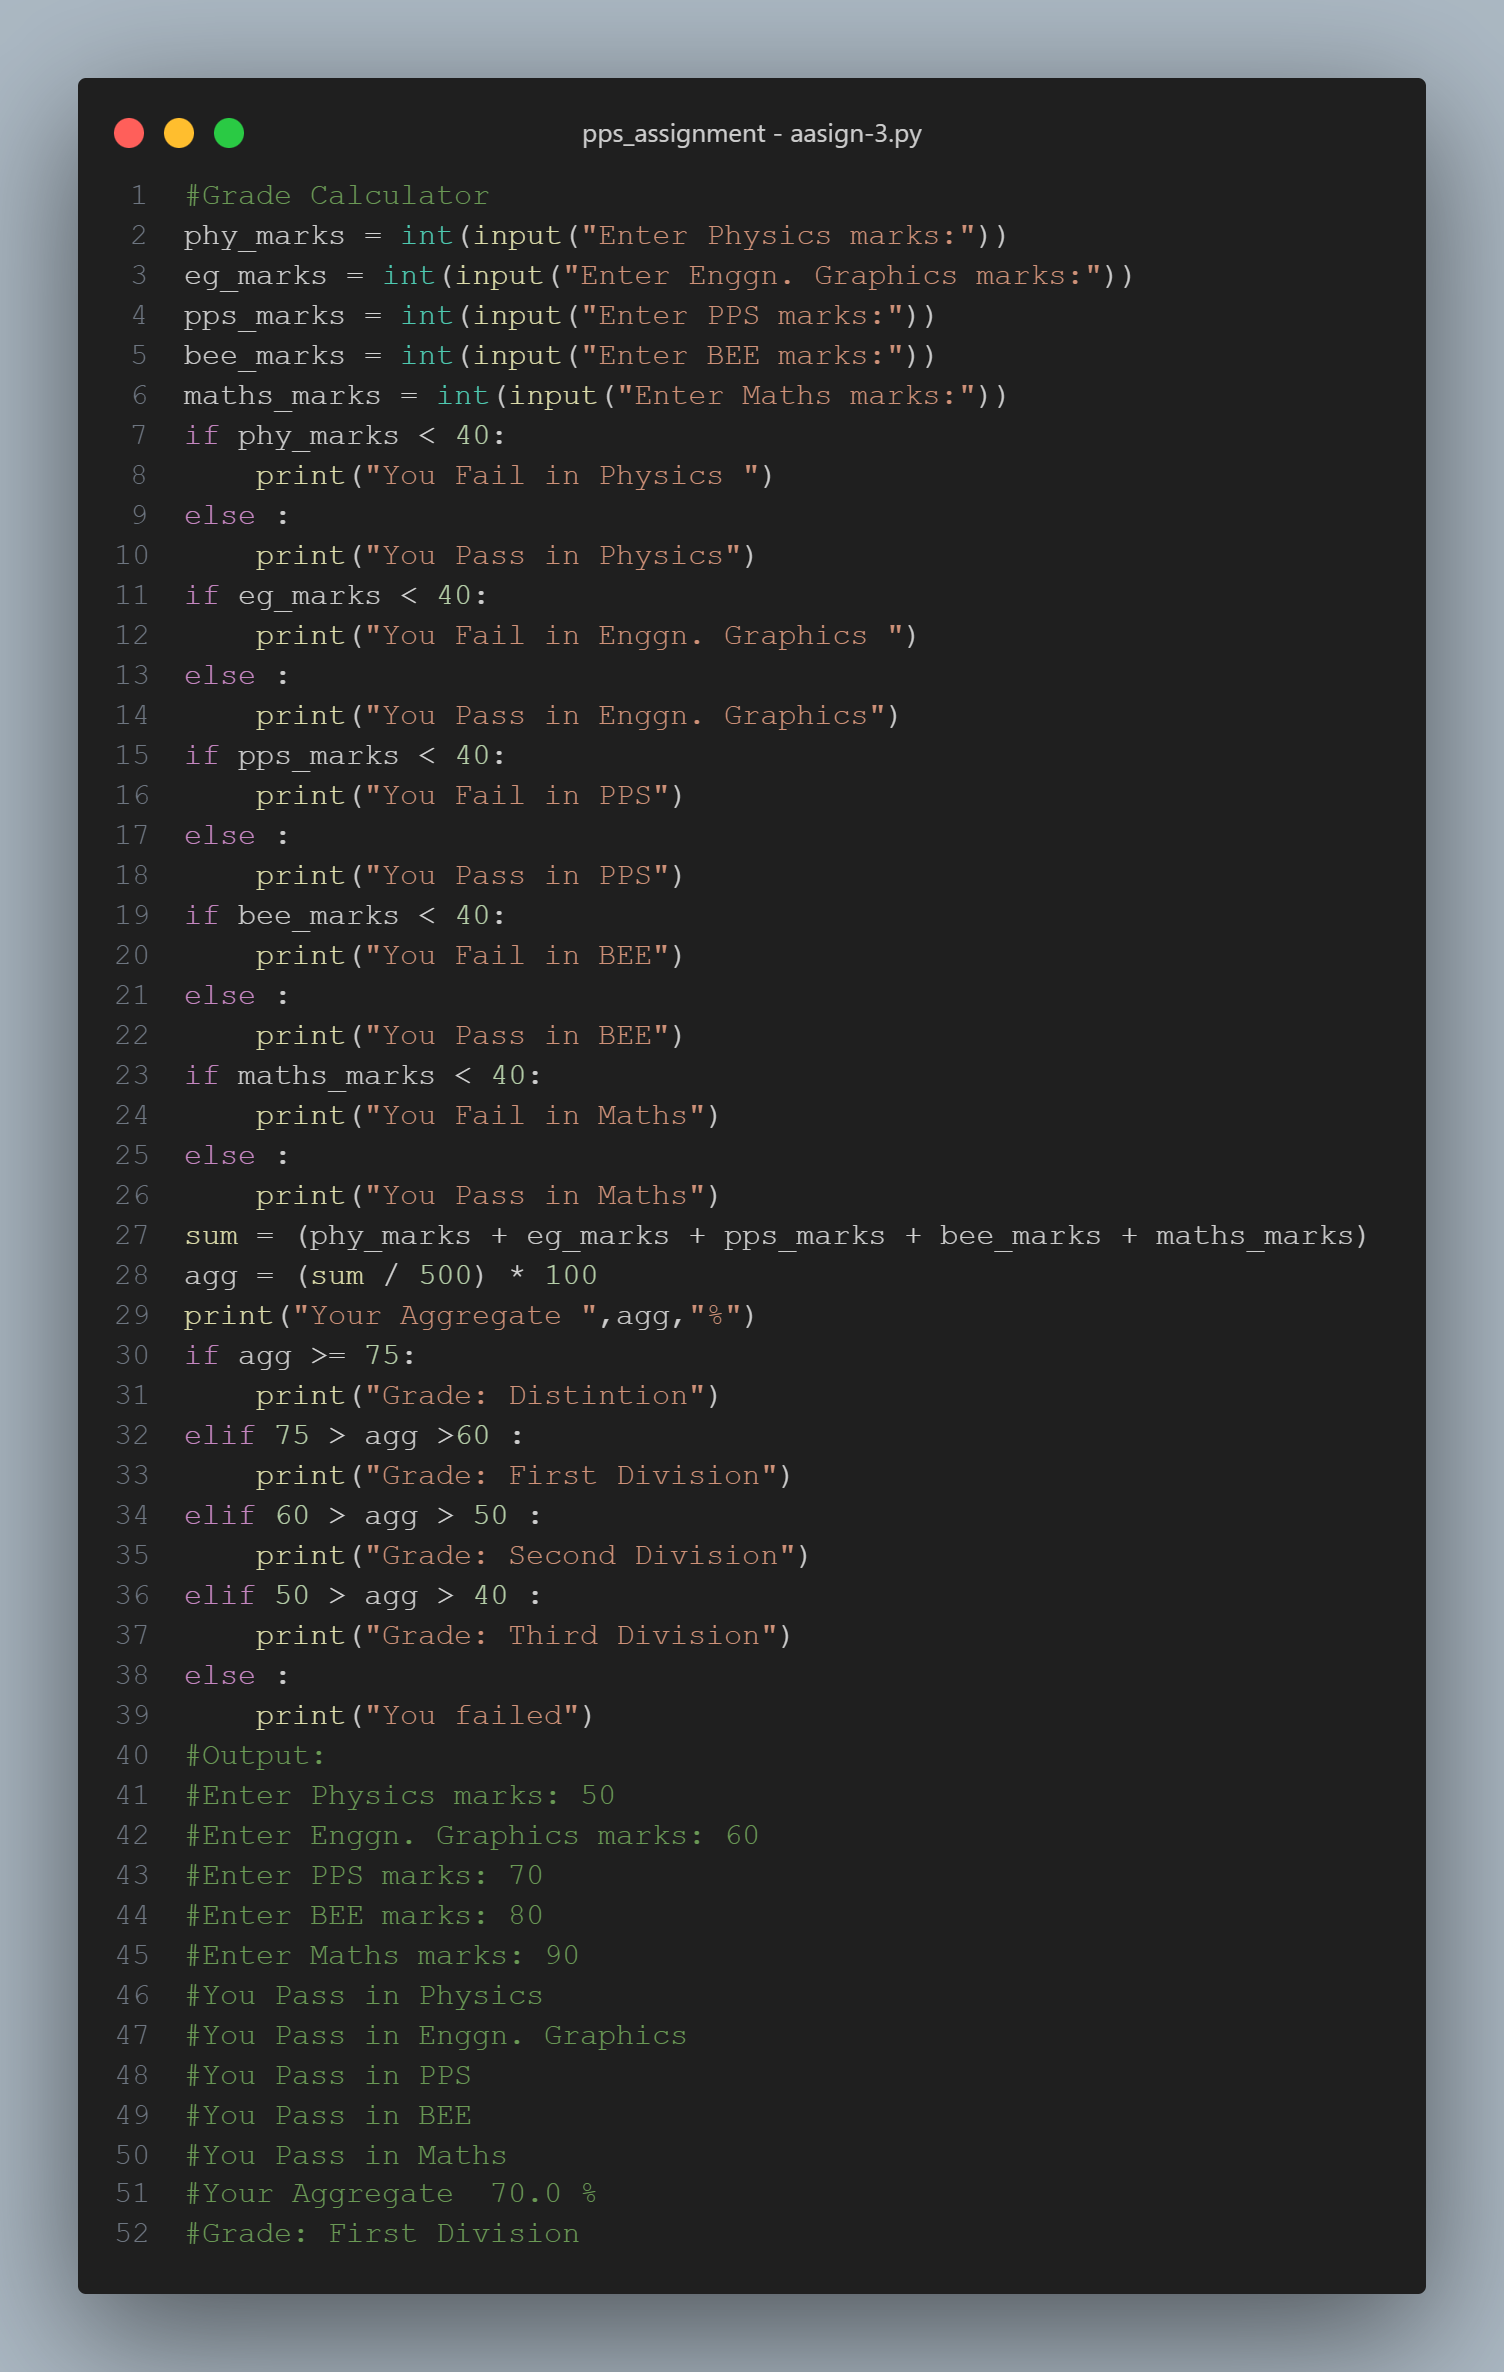 pps_assignment - aasign-3.py
1 #Grade Calculator
2 phy_marks = int(input("Enter Physics marks:"))
3 eg_marks = int(input("Enter Enggn. Graphics marks:"))
4 pps_marks = int(input("Enter PPS marks:"))
5 bee_marks = int(input("Enter BEE marks:"))
6 maths_marks = int(input("Enter Maths marks:"))
7 if phy_marks < 40:
8     print("You Fail in Physics ")
9 else :
10     print("You Pass in Physics")
11 if eg_marks < 40:
12     print("You Fail in Enggn. Graphics ")
13 else :
14     print("You Pass in Enggn. Graphics")
15 if pps_marks < 40:
16     print("You Fail in PPS")
17 else :
18     print("You Pass in PPS")
19 if bee_marks < 40:
20     print("You Fail in BEE")
21 else :
22     print("You Pass in BEE")
23 if maths_marks < 40:
24     print("You Fail in Maths")
25 else :
26     print("You Pass in Maths")
27 sum = (phy_marks + eg_marks + pps_marks + bee_marks + maths_marks)
28 agg = (sum / 500) * 100
29 print("Your Aggregate ",agg,"%")
30 if agg >= 75:
31     print("Grade: Distintion")
32 elif 75 > agg >60 :
33     print("Grade: First Division")
34 elif 60 > agg > 50 :
35     print("Grade: Second Division")
36 elif 50 > agg > 40 :
37     print("Grade: Third Division")
38 else :
39     print("You failed")
40 #Output:
41 #Enter Physics marks: 50
42 #Enter Enggn. Graphics marks: 60
43 #Enter PPS marks: 70
44 #Enter BEE marks: 80
45 #Enter Maths marks: 90
46 #You Pass in Physics
47 #You Pass in Enggn. Graphics
48 #You Pass in PPS
49 #You Pass in BEE
50 #You Pass in Maths
51 #Your Aggregate  70.0 %
52 #Grade: First Division